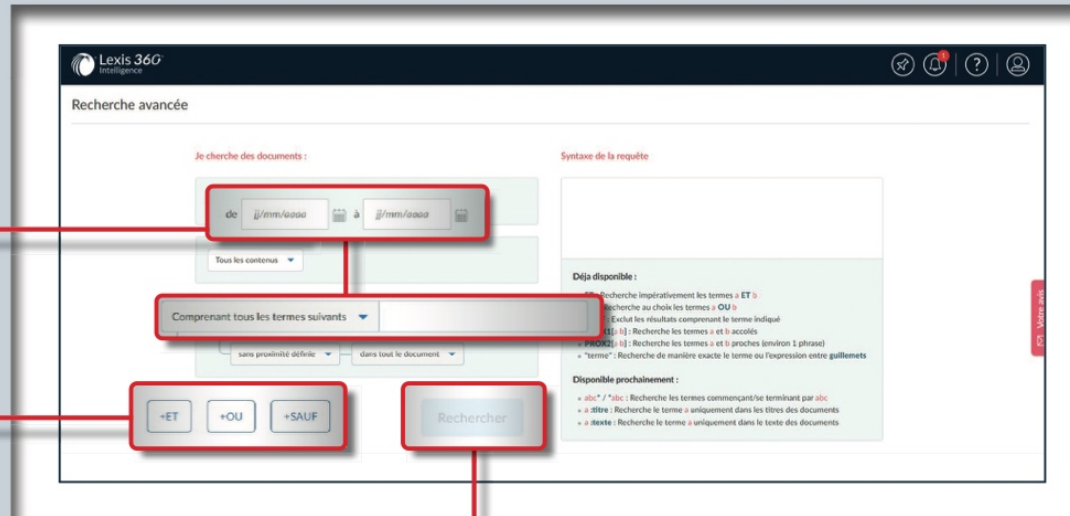 Lexis 360
Intelligence
1
?
Recherche avancée
Je cherche des documents :
Syntaxe de la requête
de jj/mm/aaaa à jj/mm/aaaa
Tous les contenus
Comprenant tous les termes suivants
sans proximité définie
dans tout le document
+ET +OU +SAUF
Rechercher
Déja disponible :
Recherche impérativement les termes a ET b
Recherche au choix les termes a OU b
: Exclut les résultats comprenant le terme indiqué
[a b] : Recherche les termes a et b accolés
PROX2[a b] : Recherche les termes a et b proches (environ 1 phrase)
"terme" : Recherche de manière exacte le terme ou l'expression entre guillemets
Disponible prochainement :
abc* / *abc : Recherche les termes commençant/se terminant par abc
a :titre : Recherche le terme a uniquement dans les titres des documents
a :texte : Recherche le terme a uniquement dans le texte des documents
Votre avis